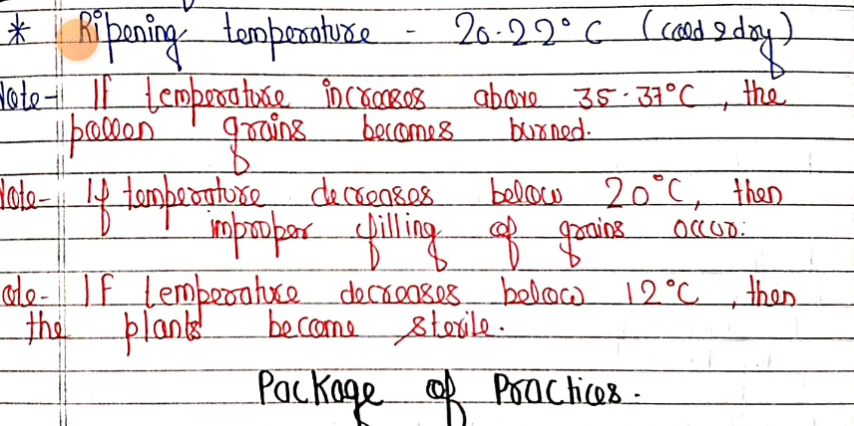 * Ripening temperature - 20-22°C (cood & dry)
Note- If temperature increases above 35-37°C, the
pollen grains becomes burned.
Note- If temperature decreases below 20°C, then
improper filling of grains occur.
Note- If temperature decreases below 12°C, then
the plants become sterile.
Package of Practices.